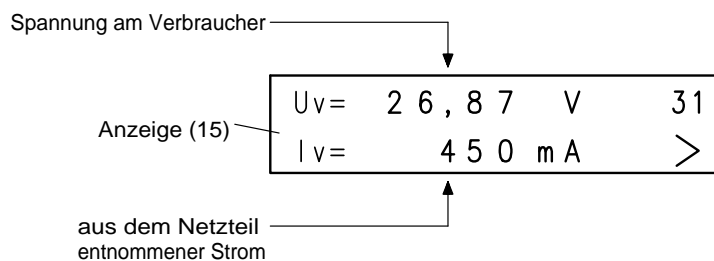 Spannung am Verbraucher
Uv= 26,87 V 31
Anzeige (15)
Iv= 450 mA >
aus dem Netzteil
entnommener Strom